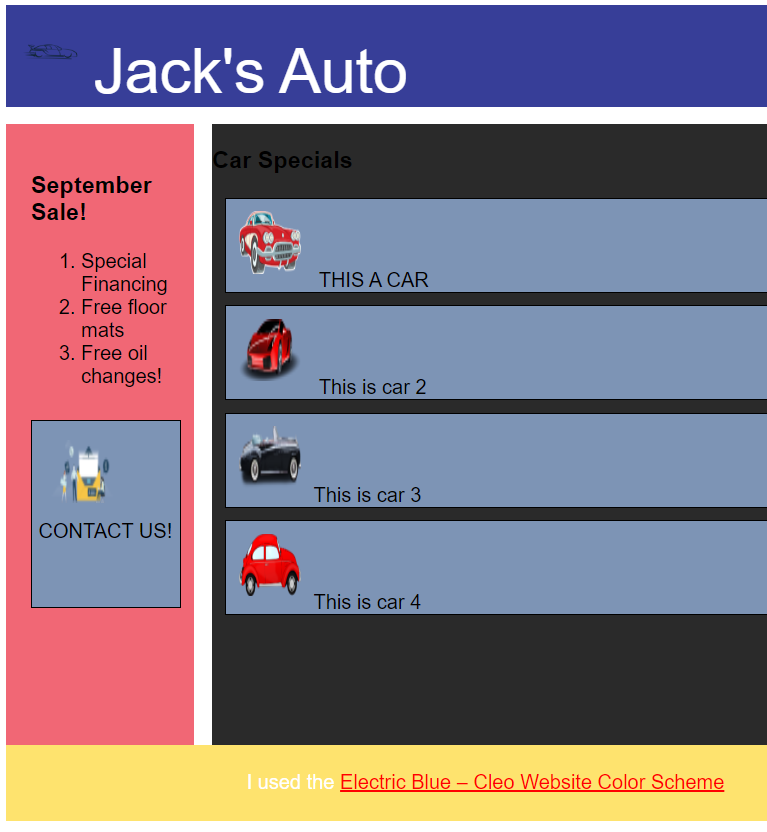 Jack's Auto
September
Sale!
1. Special
Financing
2. Free floor
mats
3. Free oil
changes!
CONTACT US!
Car Specials
THIS A CAR
This is car 2
This is car 3
This is car 4
I used the Electric Blue – Cleo Website Color Scheme